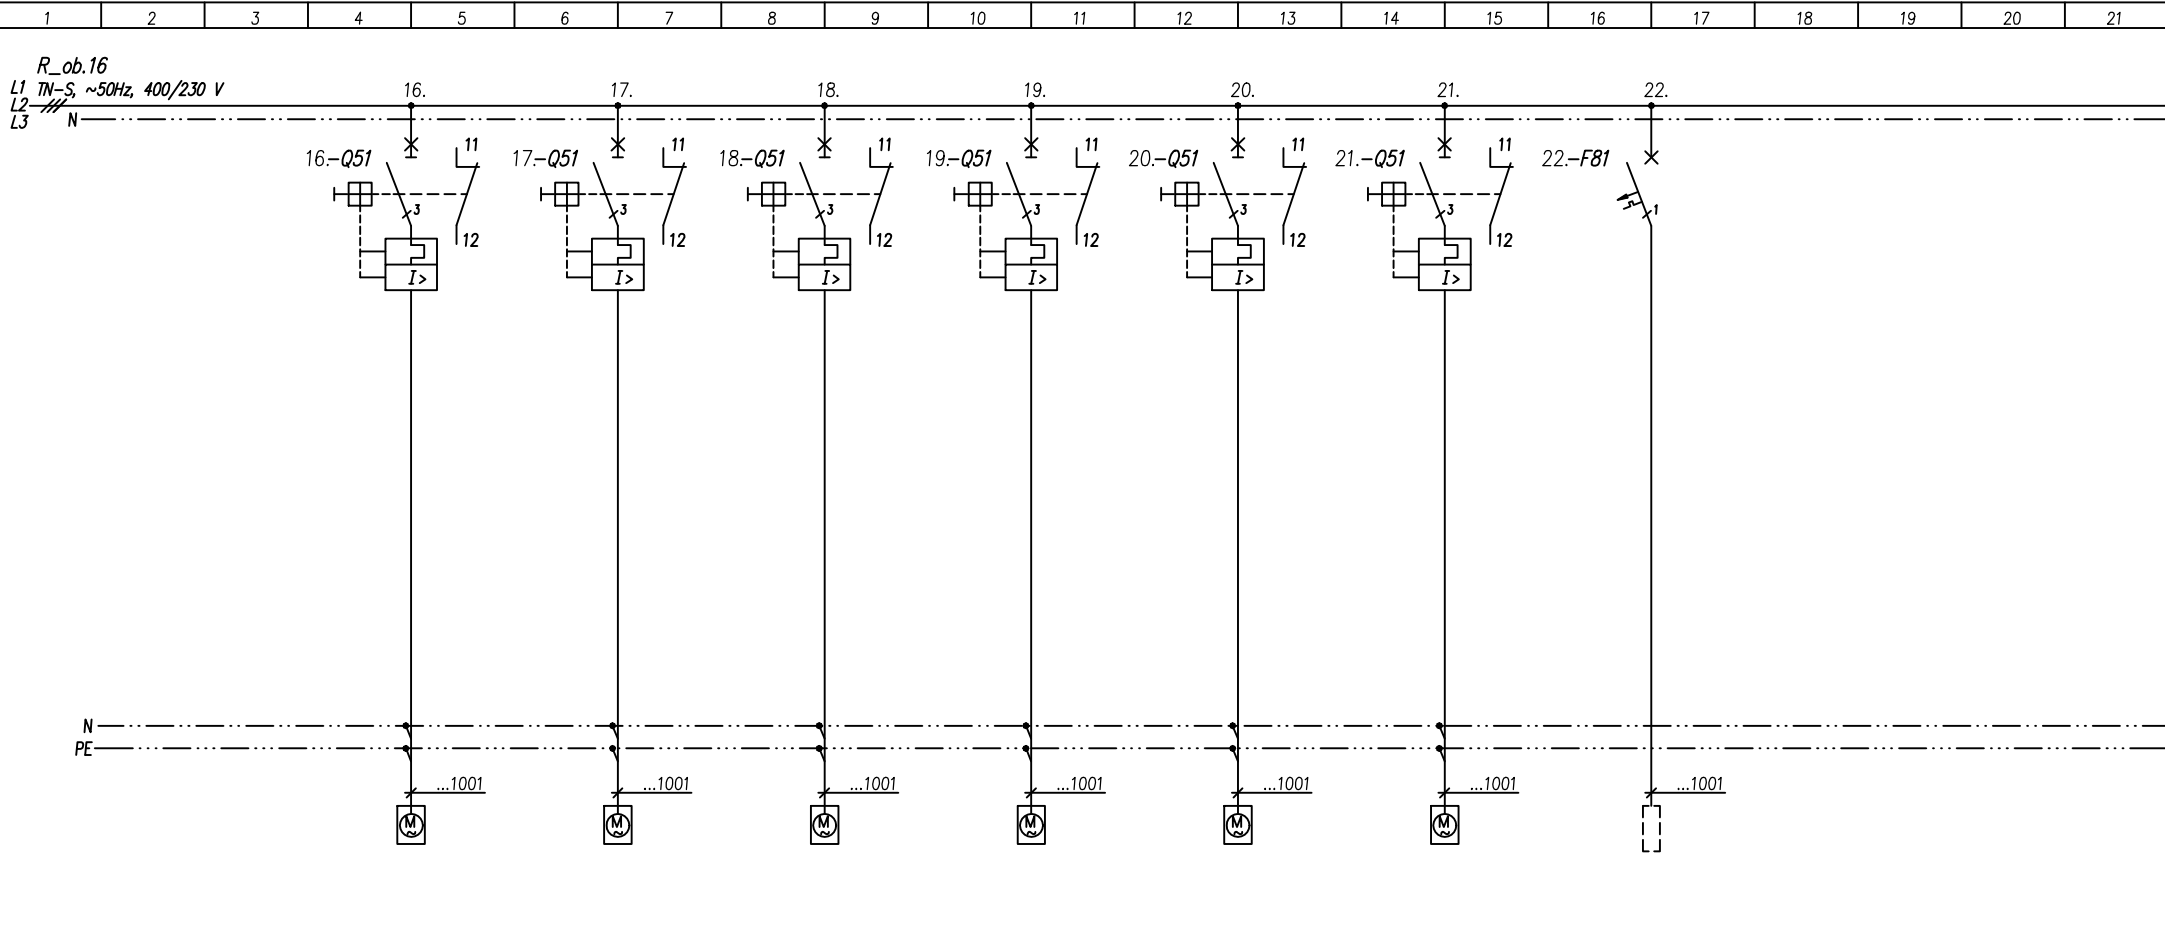 1 2 3 4 5 6 7 8 9 10 11 12 13 14 15 16 17 18 19 20 21
R_ob.16
L1 TN-S, ~50Hz, 400/230 V 16. 17. 18. 19. 20. 21. 22.
L2
L3 N
11 11 11 11 11 11
16.-Q51 17.-Q51 18.-Q51 19.-Q51 20.-Q51 21.-Q51 22.-F81
3 3 3 3 3 3 1
12 12 12 12 12 12
I> I> I> I> I> I>
N
PE
...1001 ...1001 ...1001 ...1001 ...1001 ...1001 ...1001
M~ M~ M~ M~ M~ M~